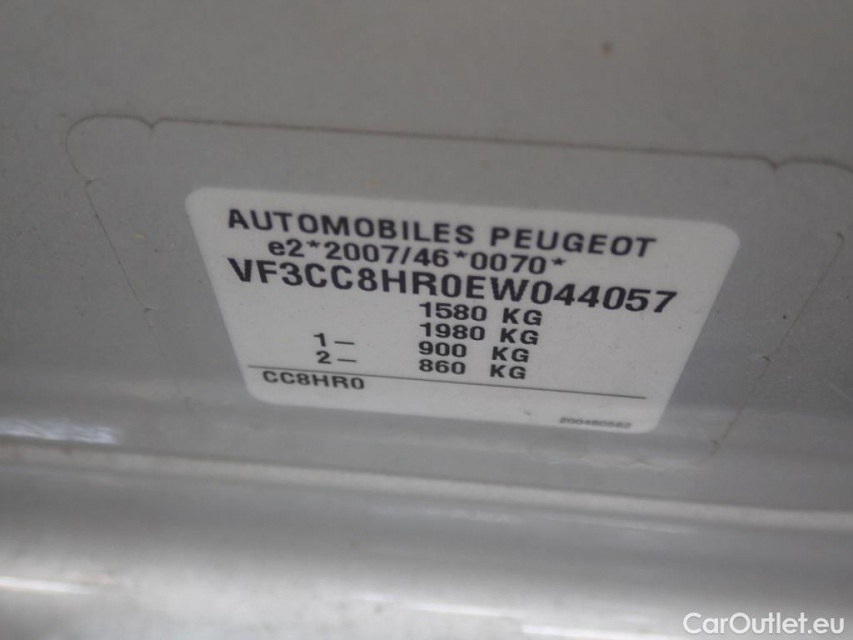 AUTOMOBILES PEUGEOT
e2*2007/46*0070*
VF3CC8HR0EW044057
1580 KG
1980 KG
1– 900 KG
2– 860 KG
CC8HR0
CarOutlet.eu